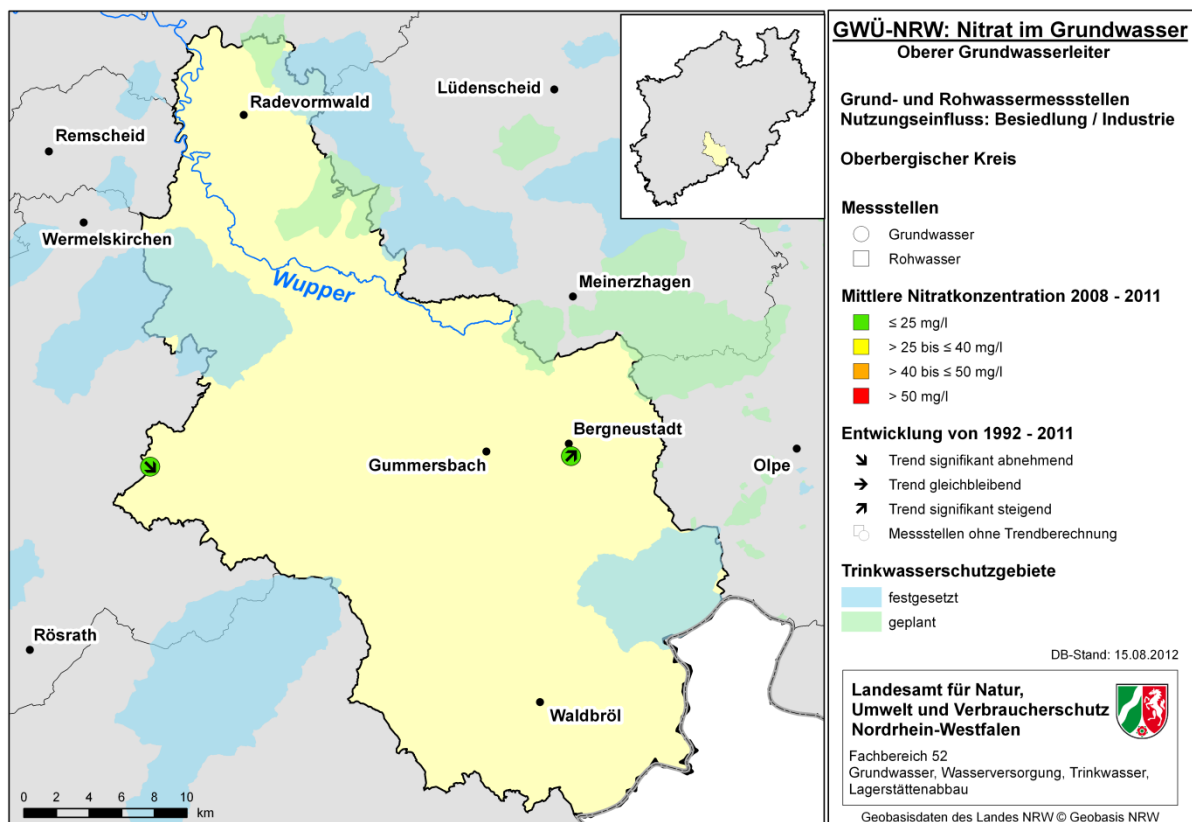 Radevormwald
Lüdenscheid
Remscheid
Wermelskirchen
Wupper
Meinerzhagen
Bergneustadt
Gummersbach
Olpe
Rösrath
Waldbröl
0 2 4 6 8 10
km
GWÜ-NRW: Nitrat im Grundwasser
Oberer Grundwasserleiter
Grund- und Rohwassermessstellen
Nutzungseinfluss: Besiedlung / Industrie
Oberbergischer Kreis
Messstellen
Grundwasser
Rohwasser
Mittlere Nitratkonzentration 2008 - 2011
≤ 25 mg/l
> 25 bis ≤ 40 mg/l
> 40 bis ≤ 50 mg/l
> 50 mg/l
Entwicklung von 1992 - 2011
Trend signifikant abnehmend
Trend gleichbleibend
Trend signifikant steigend
Messstellen ohne Trendberechnung
Trinkwasserschutzgebiete
festgesetzt
geplant
DB-Stand: 15.08.2012
Landesamt für Natur,
Umwelt und Verbraucherschutz
Nordrhein-Westfalen
Fachbereich 52
Grundwasser, Wasserversorgung, Trinkwasser,
Lagerstättenabbau
Geobasisdaten des Landes NRW © Geobasis NRW